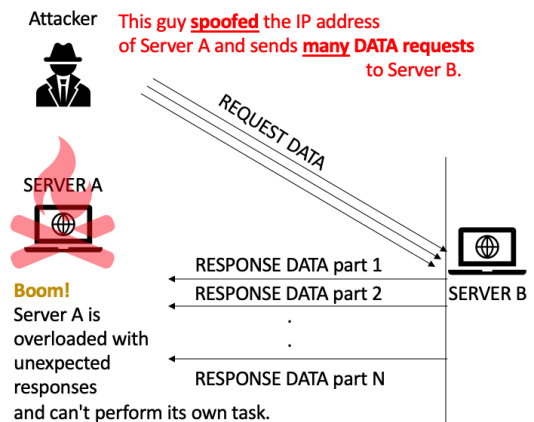 Attacker
This guy spoofed the IP address
of Server A and sends many DATA requests
to Server B.
REQUEST DATA
SERVER A
RESPONSE DATA part 1
RESPONSE DATA part 2
SERVER B
.
.
RESPONSE DATA part N
Boom!
Server A is
overloaded with
unexpected
responses
and can't perform its own task.